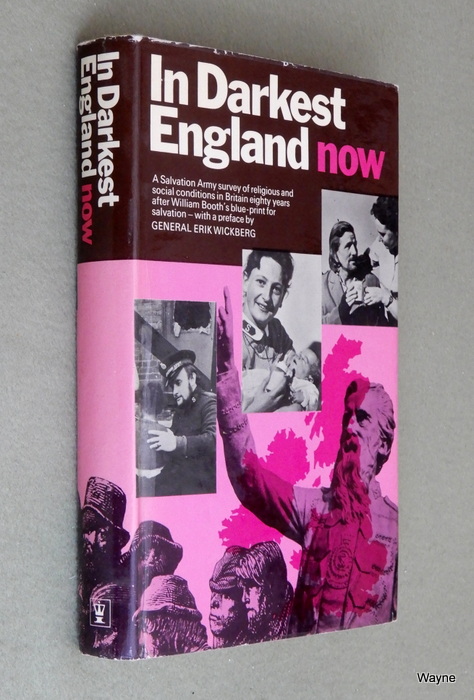 In Darkest
England now
In Darkest
England now
A Salvation Army survey of religious and
social conditions in Britain eighty years
after William Booth's blue-print for
salvation – with a preface by
GENERAL ERIK WICKBERG
S
Wayne